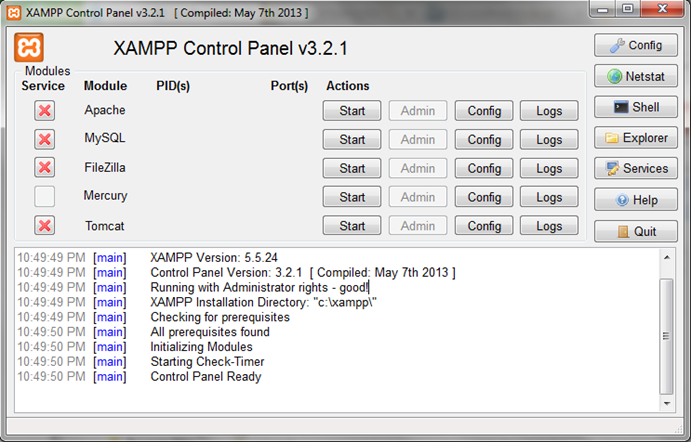 XAMPP Control Panel v3.2.1 [ Compiled: May 7th 2013 ]
XAMPP Control Panel v3.2.1
Config
Modules
Service Module PID(s) Port(s) Actions
Netstat
Apache Start Admin Config Logs
Shell
MySQL Start Admin Config Logs
Explorer
FileZilla Start Admin Config Logs
Services
Mercury Start Admin Config Logs
Help
Tomcat Start Admin Config Logs
Quit
10:49:49 PM [main] XAMPP Version: 5.5.24
10:49:49 PM [main] Control Panel Version: 3.2.1 [ Compiled: May 7th 2013 ]
10:49:49 PM [main] Running with Administrator rights - good!
10:49:49 PM [main] XAMPP Installation Directory: "c:\xampp\"
10:49:49 PM [main] Checking for prerequisites
10:49:50 PM [main] All prerequisites found
10:49:50 PM [main] Initializing Modules
10:49:50 PM [main] Starting Check-Timer
10:49:50 PM [main] Control Panel Ready